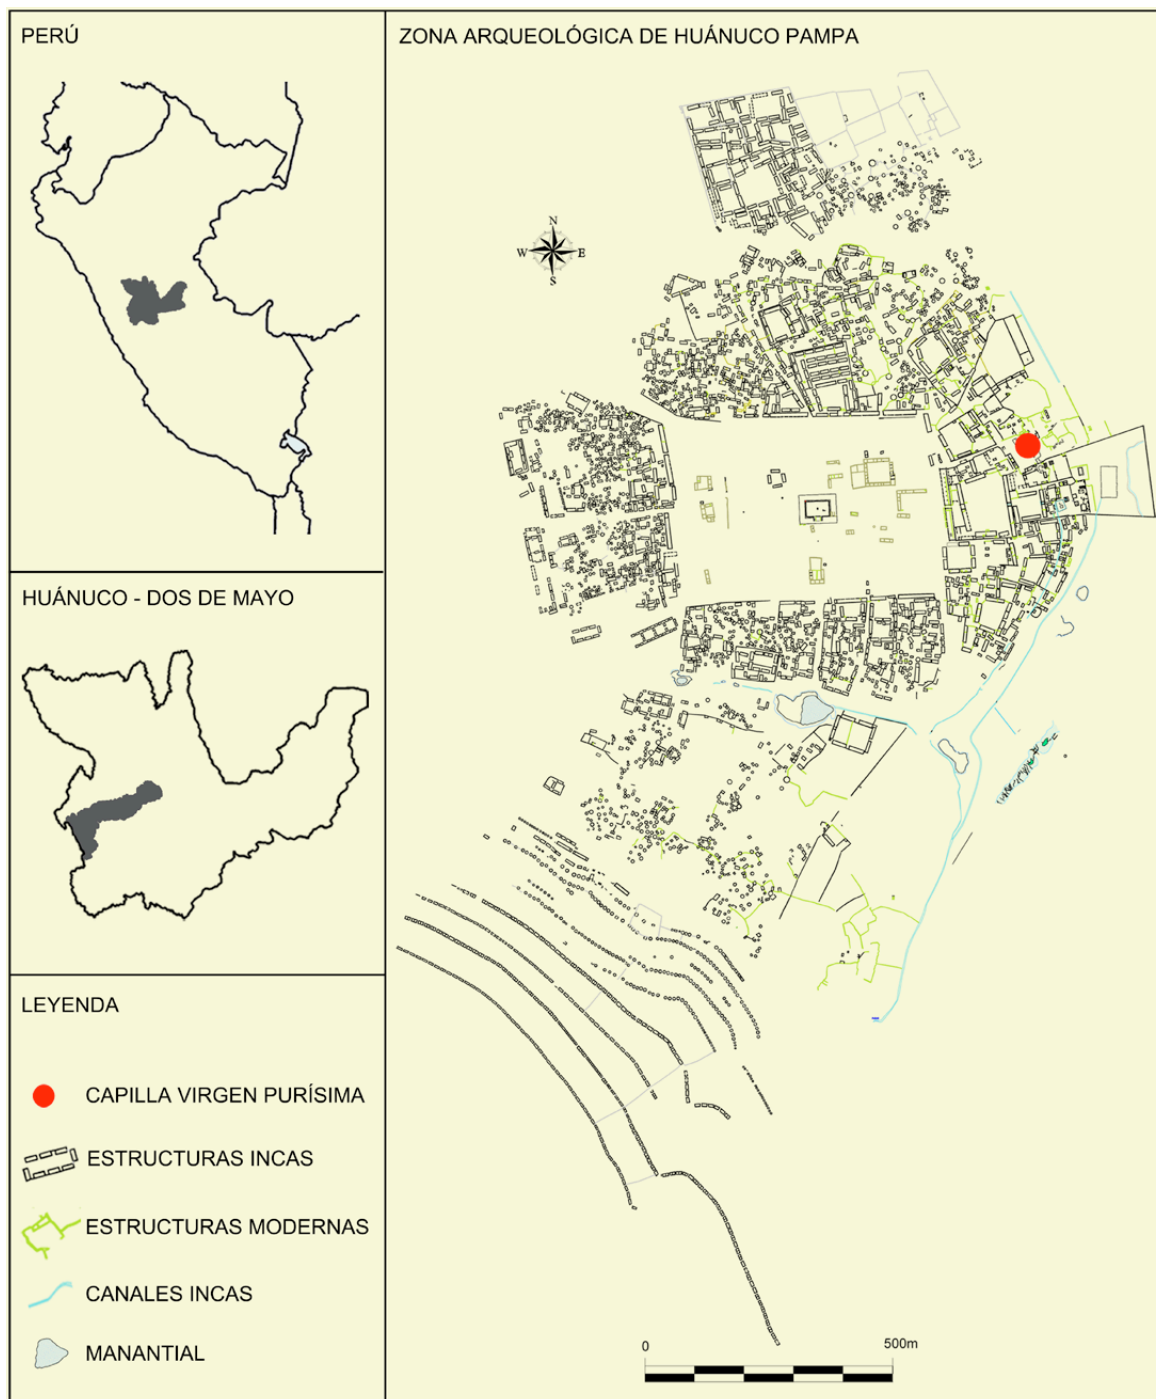 PERÚ
ZONA ARQUEOLÓGICA DE HUÁNUCO PAMPA
N
W E
S
HUÁNUCO - DOS DE MAYO
LEYENDA
CAPILLA VIRGEN PURÍSIMA
ESTRUCTURAS INCAS
ESTRUCTURAS MODERNAS
CANALES INCAS
MANANTIAL
0 500m